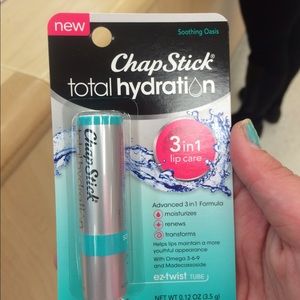 new
Soothing Oasis
ChapStick®
total hydration
3 in 1
lip care
Advanced 3 in 1 Formula
moisturizes
renews
transforms
Helps lips maintain a more
youthful appearance
With Omega 3-6-9
and Madecassoside
ez-twist TUBE
NET WT 0.12 OZ (3.5 g)
ChapStick